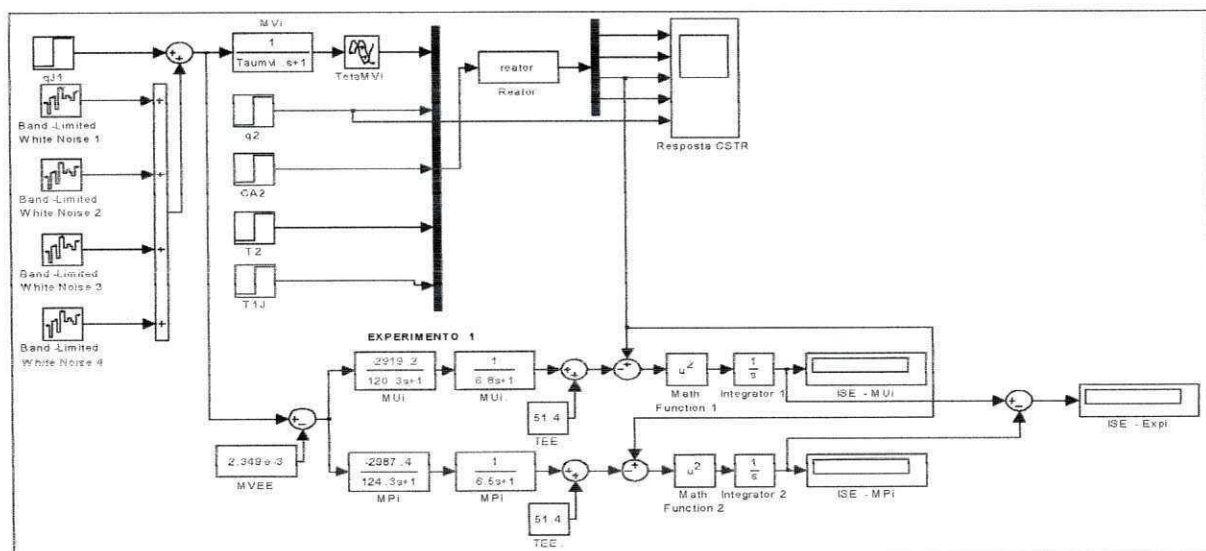 MVi
1
Taumvi .s+1
TetaMVi
qJ1
Band -Limited
White Noise 1
Band -Limited
White Noise 2
Band -Limited
White Noise 3
Band -Limited
White Noise 4
q2
CA2
T2
T1J
reator
Reator
Resposta CSTR
EXPERIMENTO 1
-2919 .2
120 .3s+1
MUi
1
6.8s+1
MUi .
51 .4
TEE
u²
Math
Function 1
1
s
Integrator 1
ISE - MUi
ISE - Expi
2.349e-3
MVEE
-2987 .4
124 .3s+1
MPi
1
6.5s+1
MPi
51 .4
TEE .
u²
Math
Function 2
1
s
Integrator 2
ISE - MPi